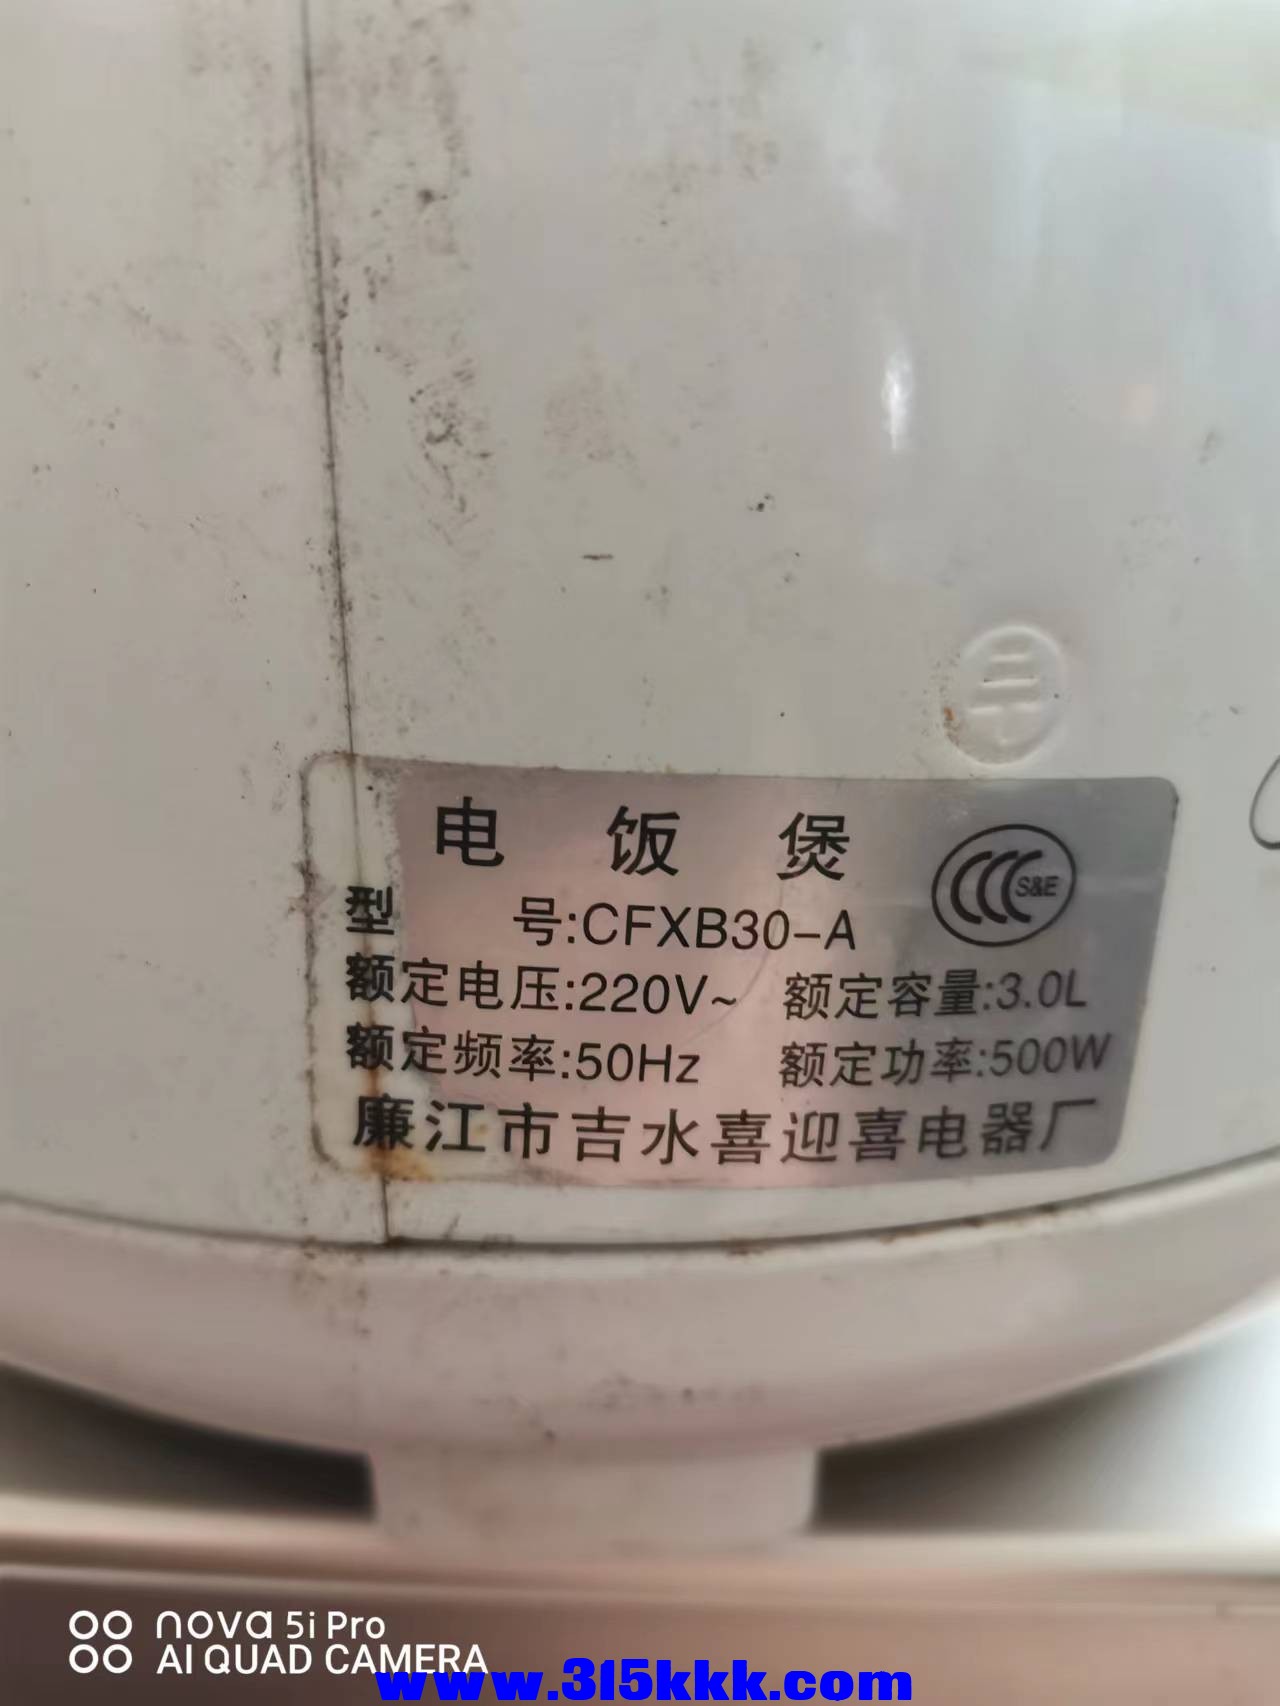 电 饭 煲
CCC S&E
型 号:CFXB30-A
额定电压:220V~ 额定容量:3.0L
额定频率:50Hz 额定功率:500W
廉江市吉水喜迎喜电器厂
nova 5i Pro
AI QUAD CAMERA
www.315kkk.com